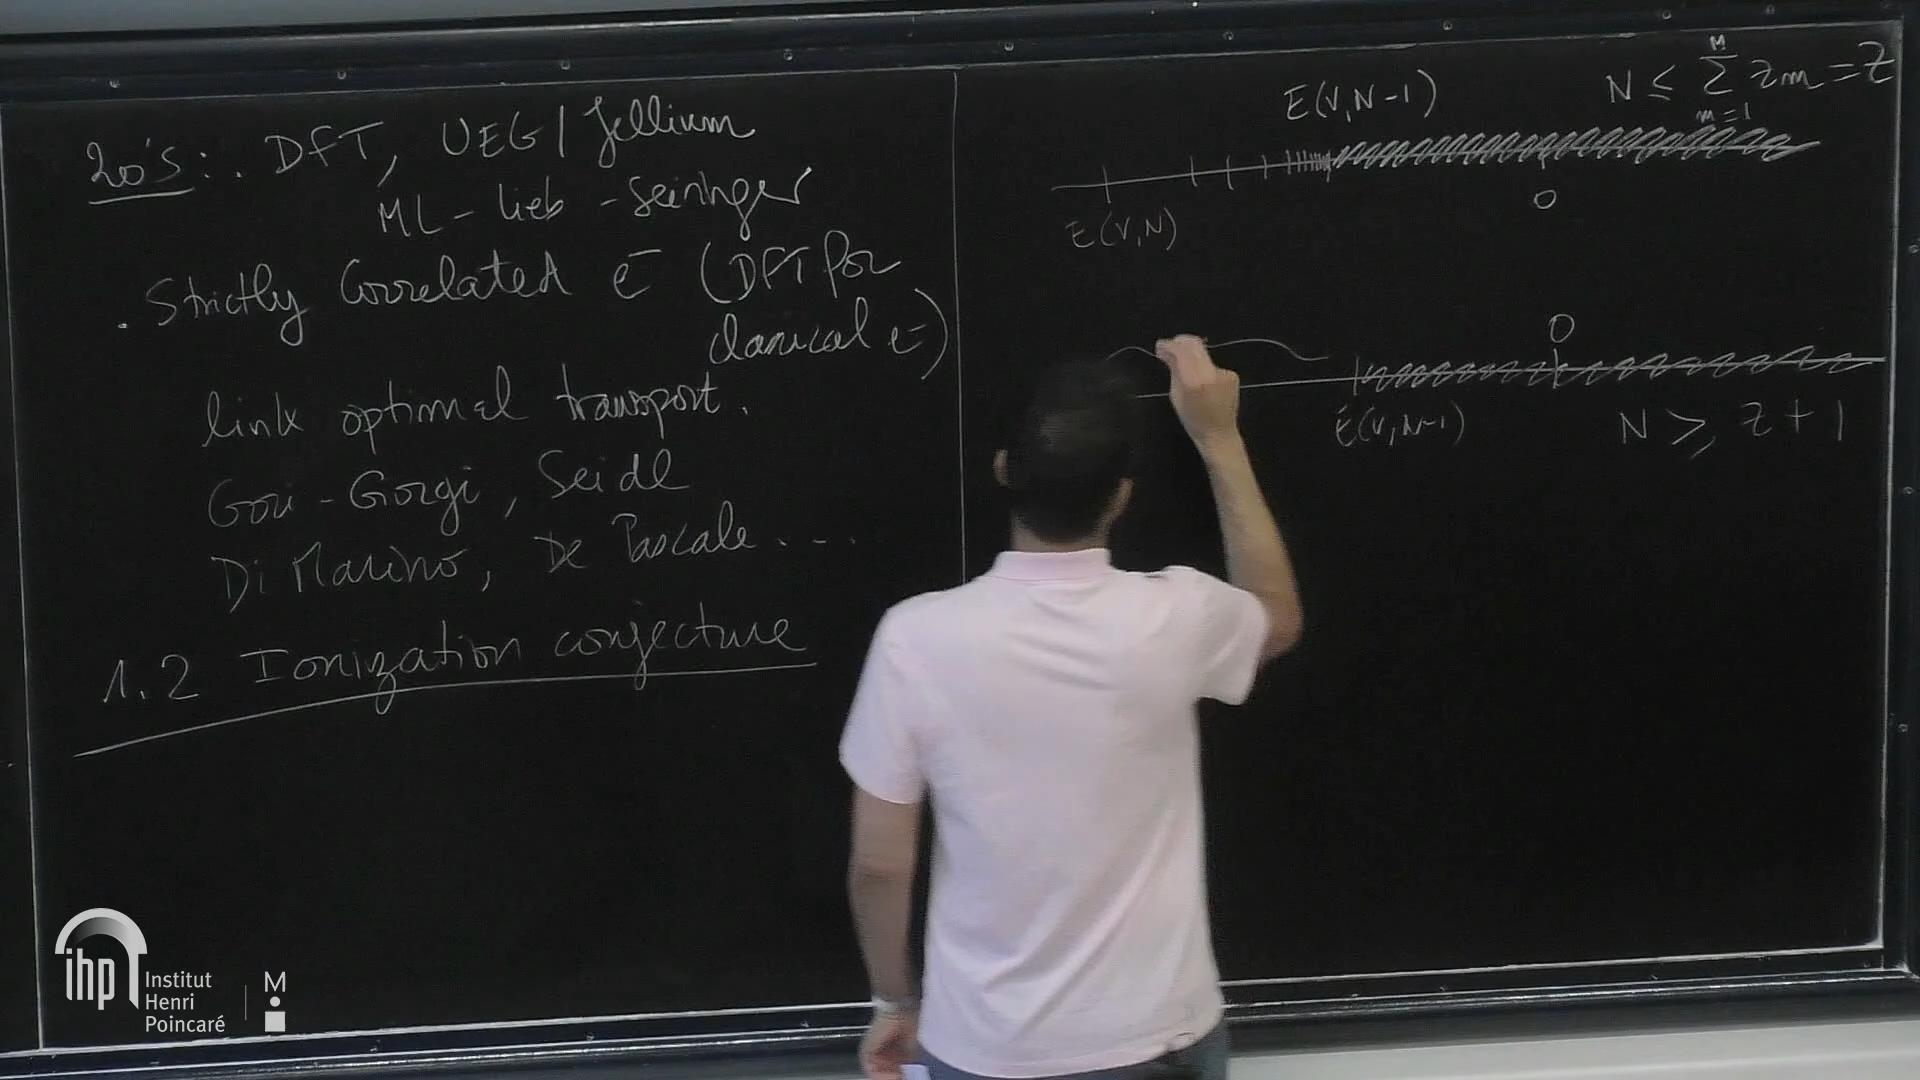 20's: . DFT, UEG / Jellium
ML - Lieb - Seiringer
. Strictly Correlated e⁻ (DFT for
classical e⁻)
link optimal transport.
Gori - Giorgi, Seidl
Di Marino, De Pascale ...
1.2 Ionization conjecture
E(V,N-1)
N ≤ ∑_{m=1}^{M} z_m = Z
0
E(V,N)
0
E(V,N-1)
N ≥ Z + 1
ihp Institut
Henri
Poincaré